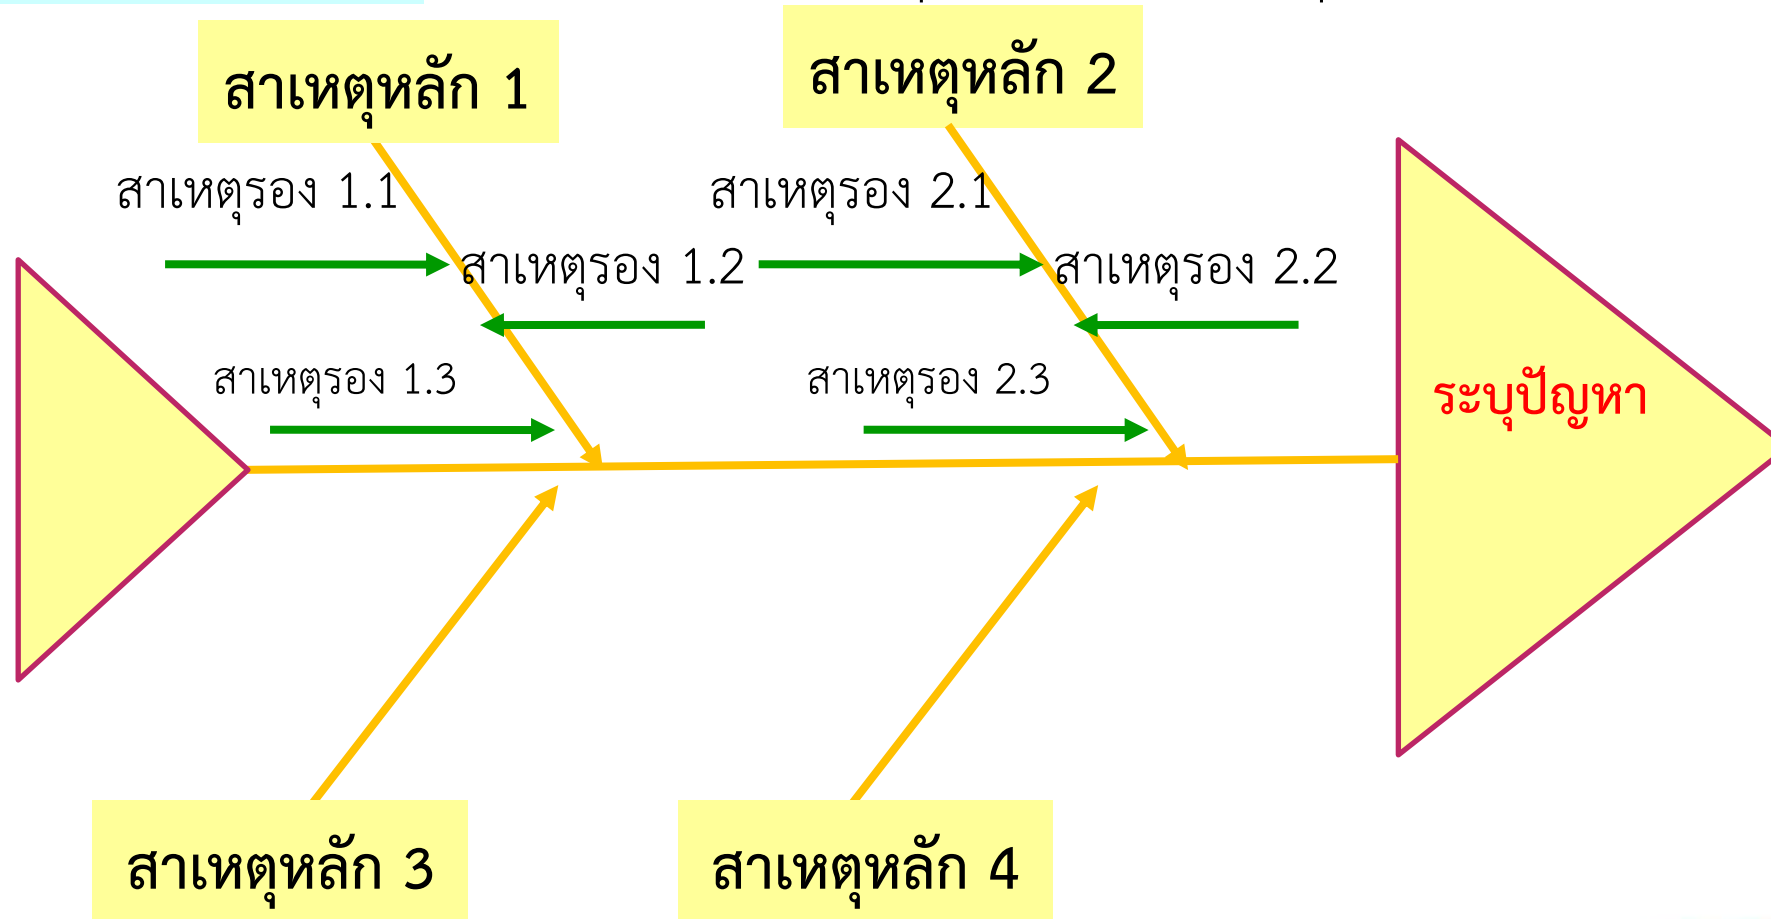 สาเหตุหลัก 1
สาเหตุหลัก 2
สาเหตุรอง 1.1
สาเหตุรอง 2.1
สาเหตุรอง 1.2
สาเหตุรอง 2.2
สาเหตุรอง 1.3
สาเหตุรอง 2.3
ระบุปัญหา
สาเหตุหลัก 3
สาเหตุหลัก 4